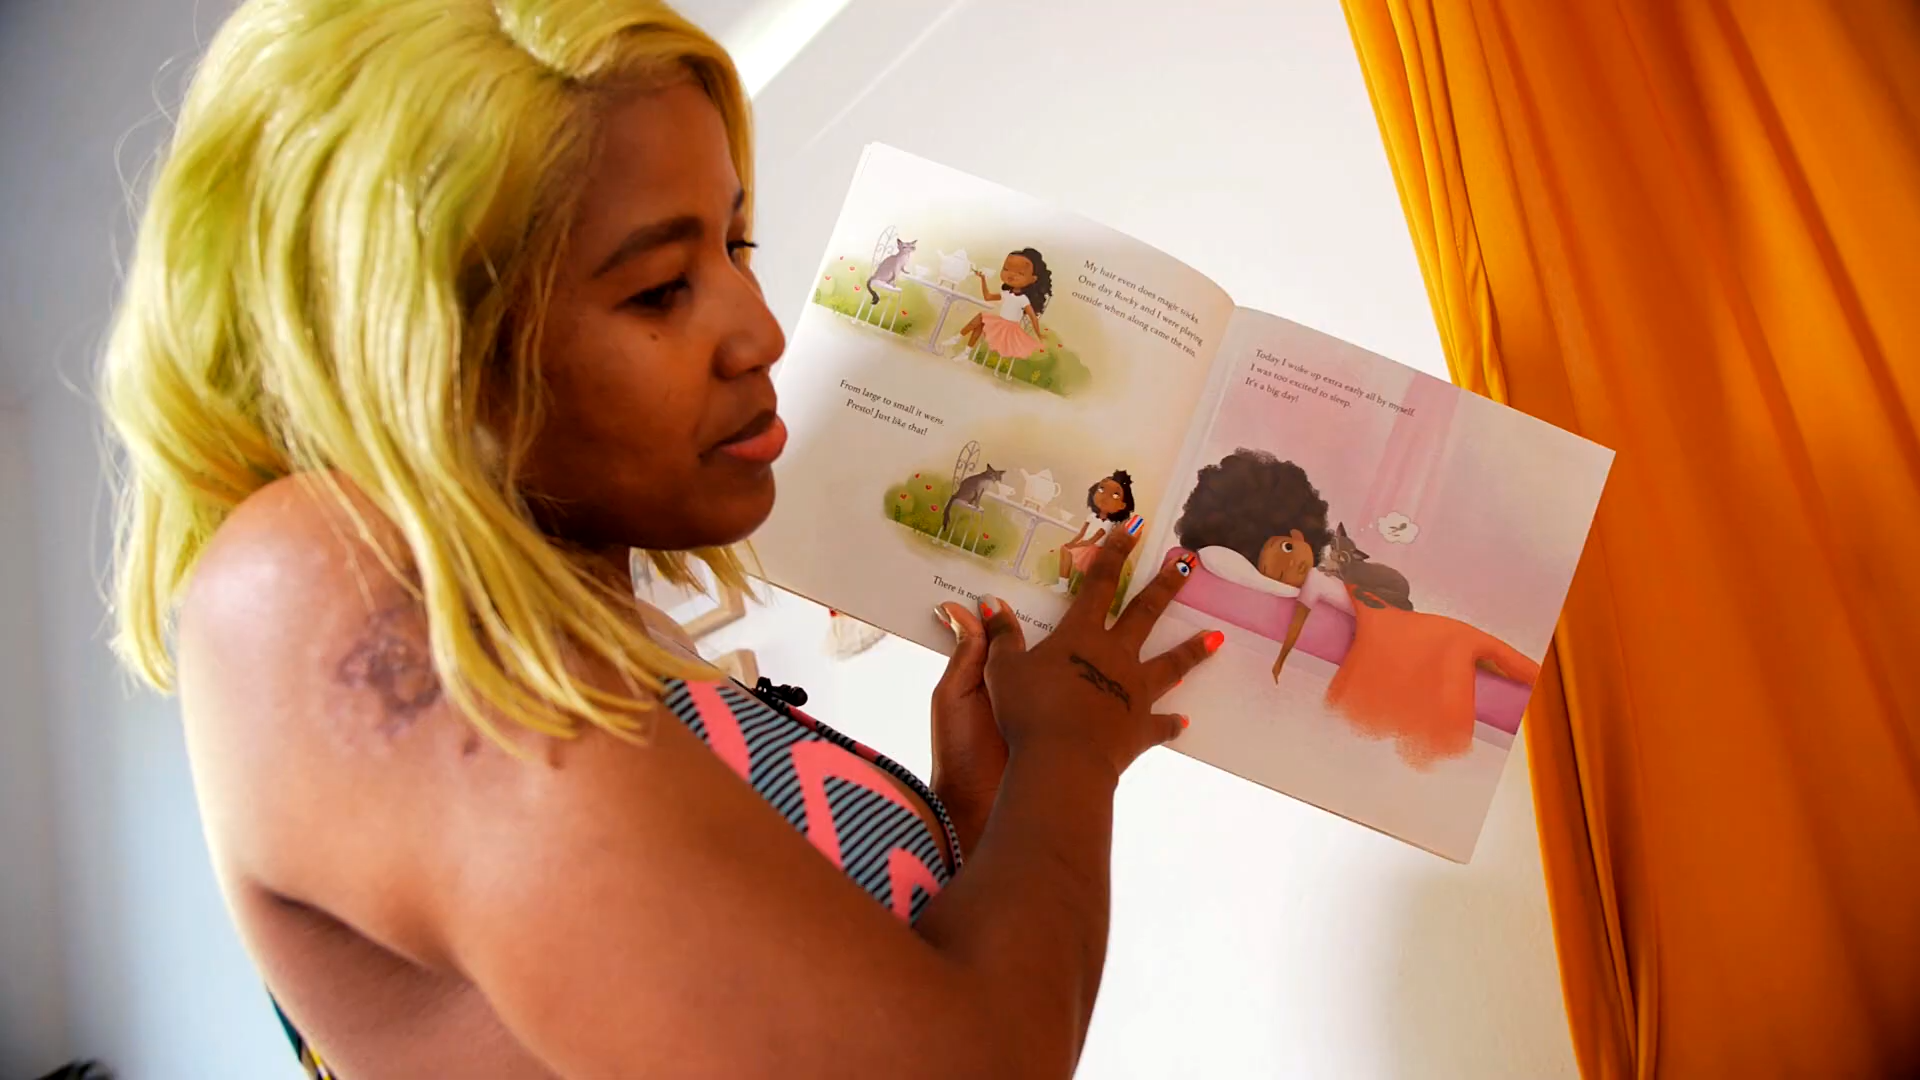 My hair even does magic tricks.
One day Rocky and I were playing
outside when along came the rain.
From large to small it went.
Presto! Just like that!
There is
hair can't
Today I woke up extra early all by myself.
I was too excited to sleep.
It's a big day!